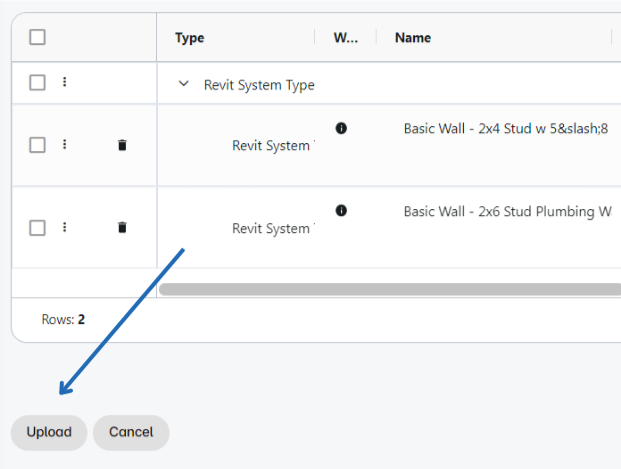 Type W... Name
Revit System Type
Basic Wall - 2x4 Stud w 5&slash;8
Revit System
Basic Wall - 2x6 Stud Plumbing W
Revit System
Rows: 2
Upload Cancel